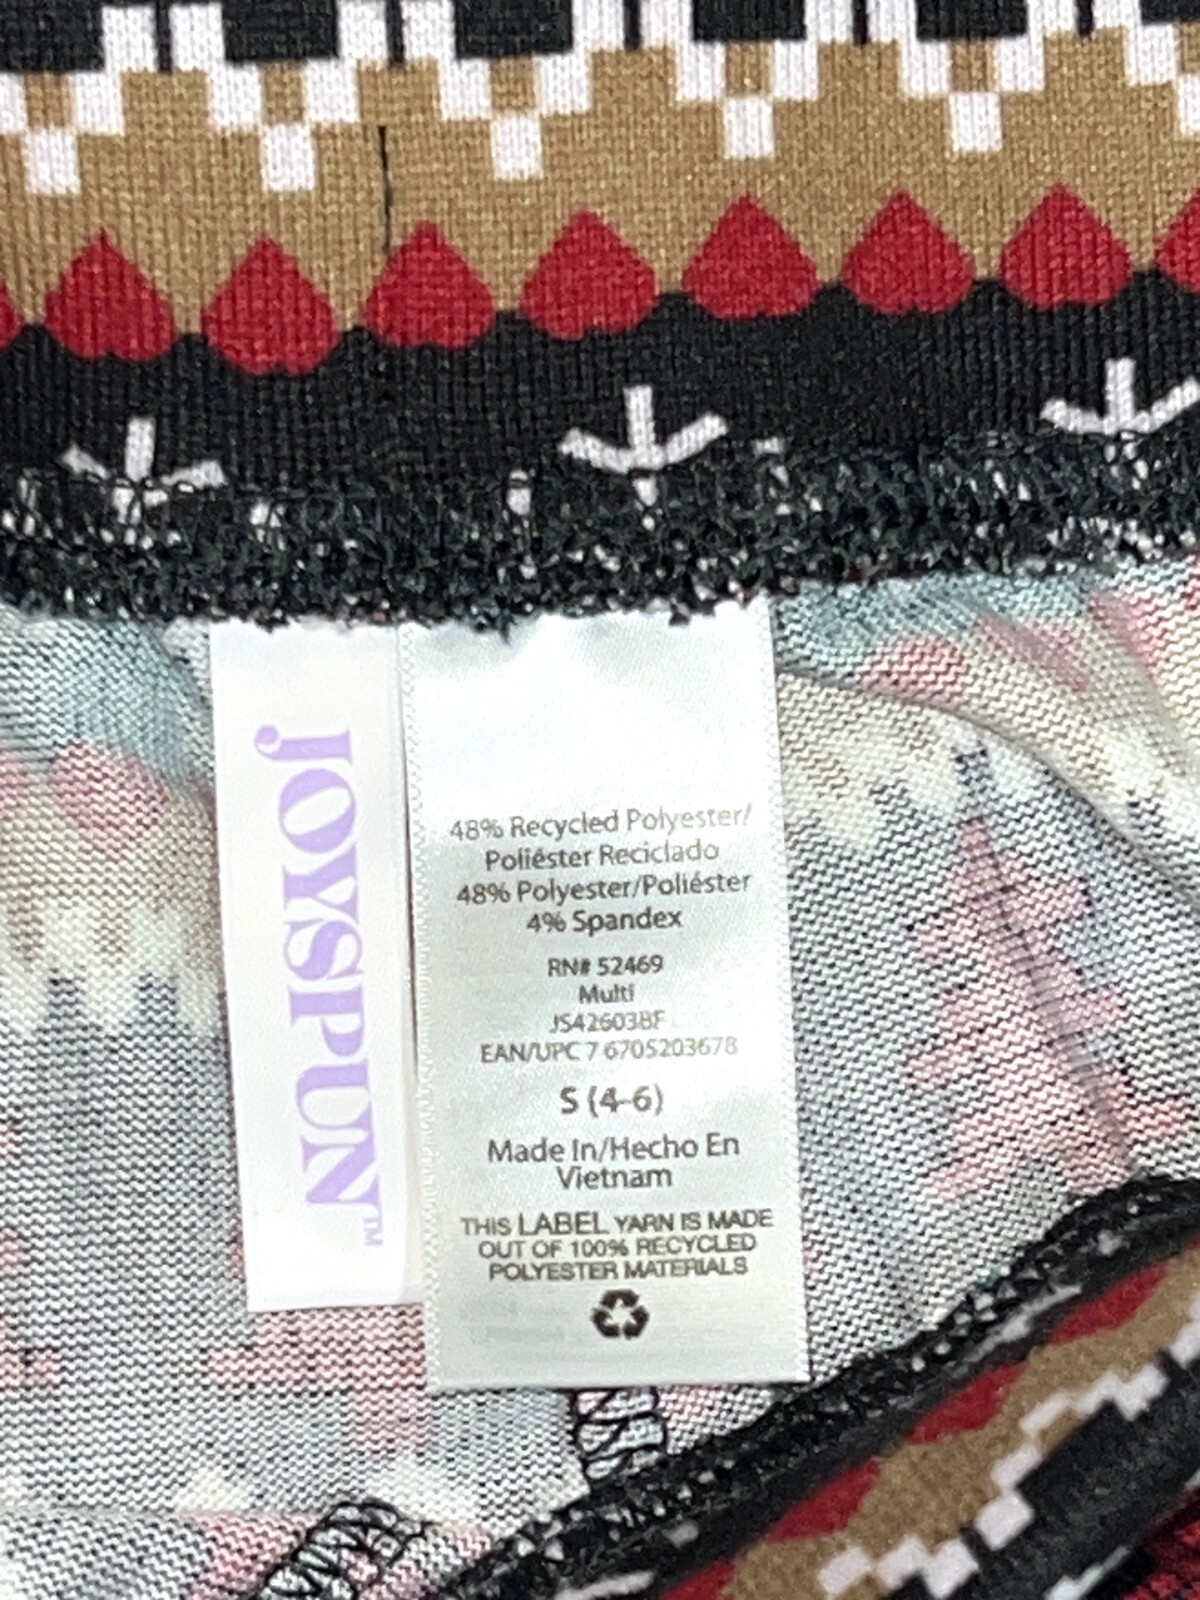 JOYSPUN™
48% Recycled Polyester/
Poliéster Reciclado
48% Polyester/Poliéster
4% Spandex
RN# 52469
Multi
JS42603BF
EAN/UPC 7 6705203678
S (4-6)
Made In/Hecho En
Vietnam
THIS LABEL YARN IS MADE
OUT OF 100% RECYCLED
POLYESTER MATERIALS